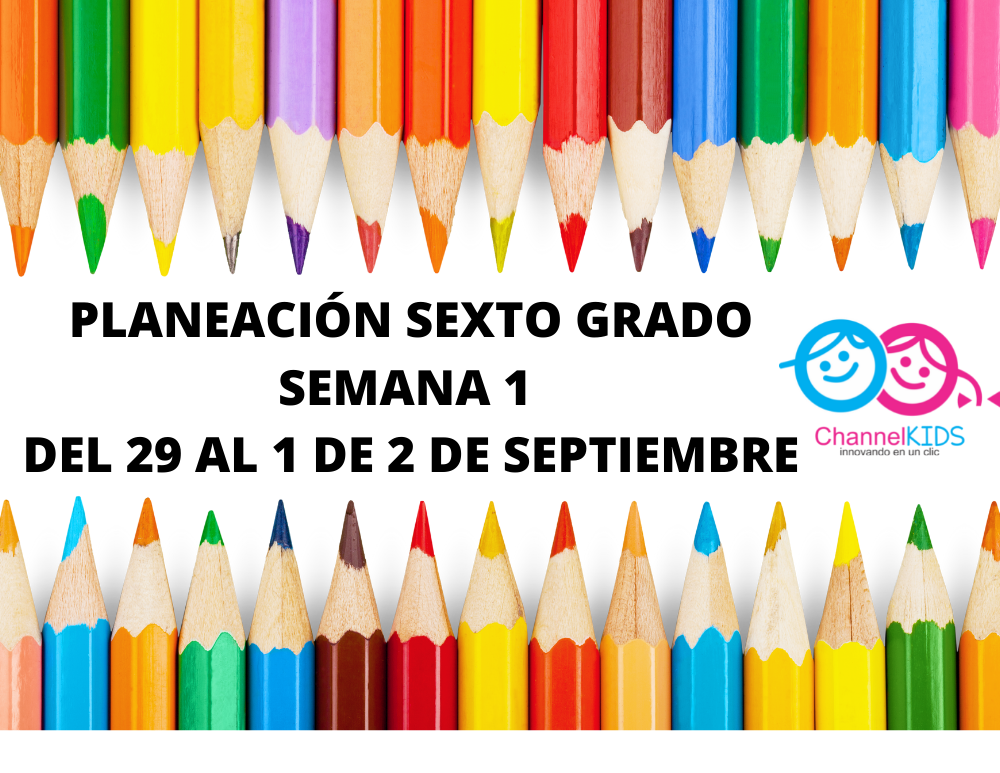 PLANEACIÓN SEXTO GRADO
SEMANA 1
DEL 29 AL 1 DE 2 DE SEPTIEMBRE
ChannelKIDS
innovando en un clic